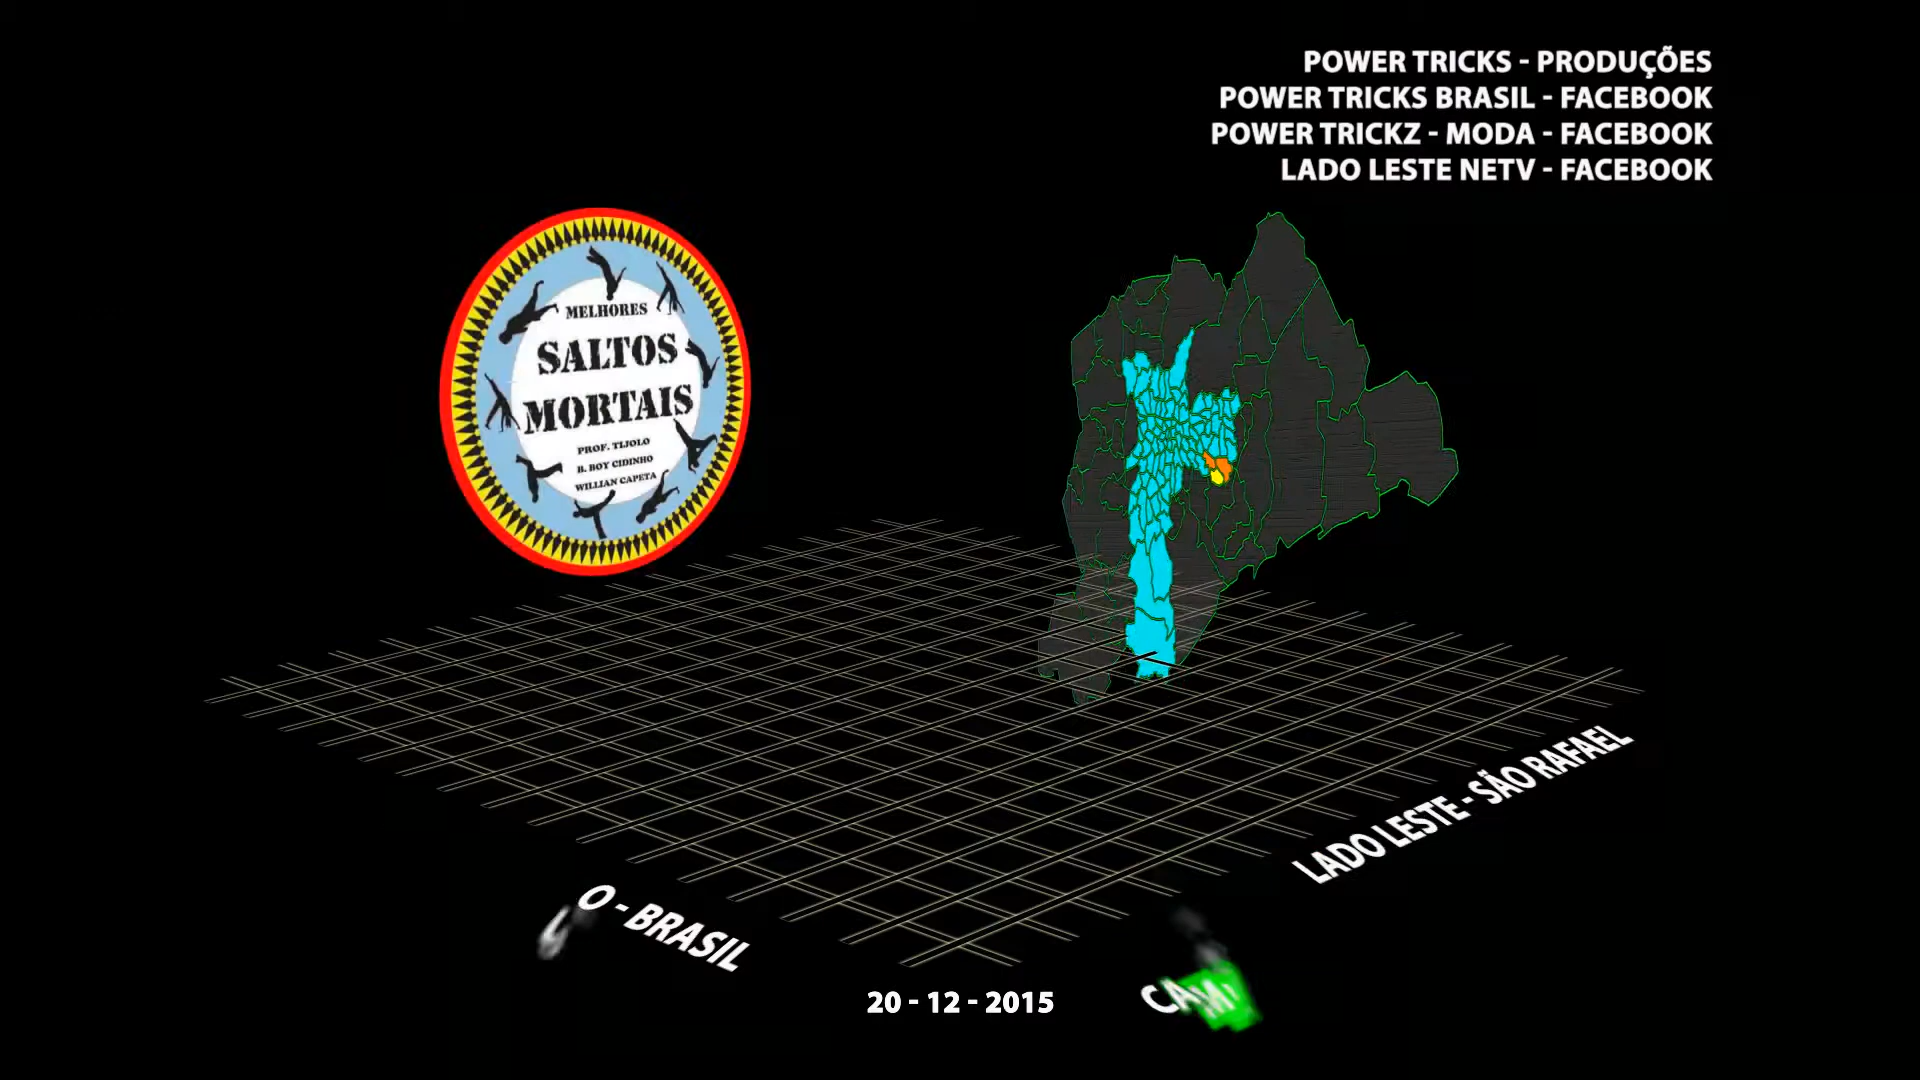 POWER TRICKS - PRODUÇÕES
POWER TRICKS BRASIL - FACEBOOK
POWER TRICKZ - MODA - FACEBOOK
LADO LESTE NETV - FACEBOOK
MELHORES
SALTOS
MORTAIS
PROF. TIJOLO
B. BOY CIDINHO
WILLIAN CAPETA
LADO LESTE - SÃO RAFAEL
O - BRASIL
CAM
20 - 12 - 2015